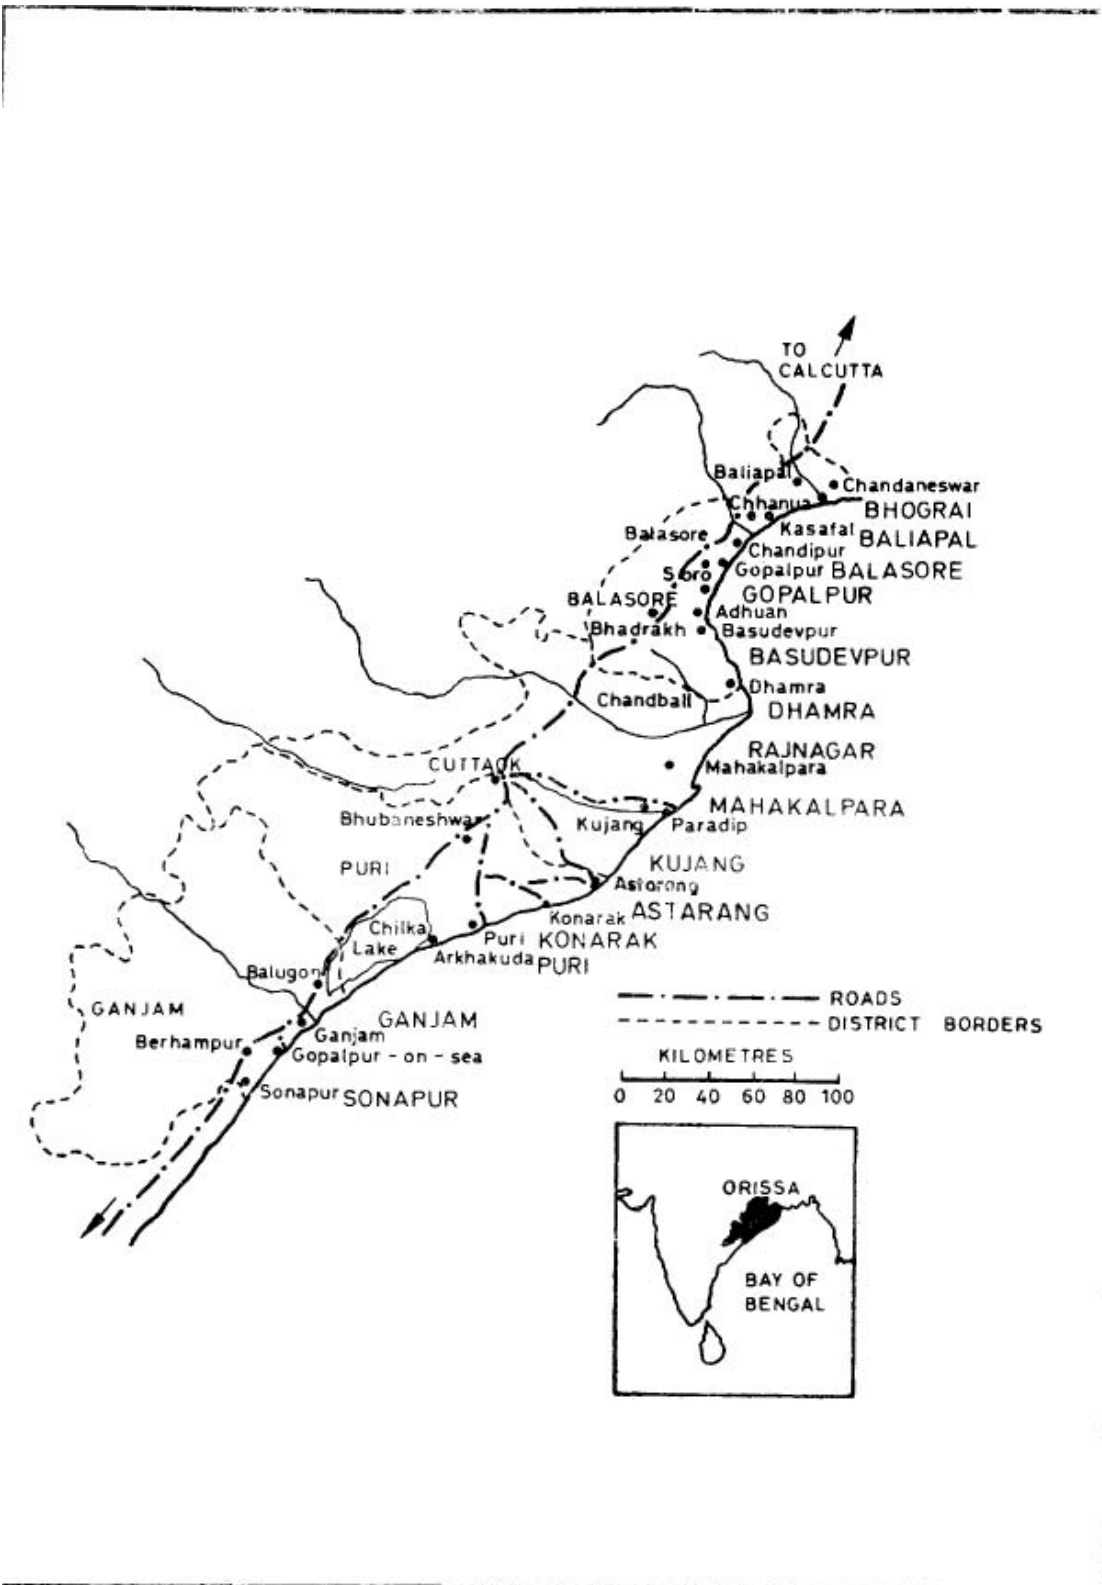 TO
CALCUTTA
Baliapal
Chandaneswar
Chhanua
BHOGRAI
Kasafal
BALIAPAL
Balasore
Chandipur
Soro
Gopalpur
BALASORE
GOPALPUR
BALASORE
Adhuan
Bhadrakh
Basudevpur
BASUDEVPUR
Dhamra
Chandball
DHAMRA
RAJNAGAR
CUTTACK
Mahakalpara
MAHAKALPARA
Bhubaneshwar
Kujang
Paradip
PURI
KUJANG
Astarang
Konarak
ASTARANG
Chilka
Lake
Puri
KONARAK
Arkhakuda
PURI
Balugon
GANJAM
GANJAM
Ganjam
Berhampur
Gopalpur - on - sea
Sonapur
SONAPUR
ROADS
DISTRICT BORDERS
KILOMETRES
0 20 40 60 80 100
ORISSA
BAY OF
BENGAL